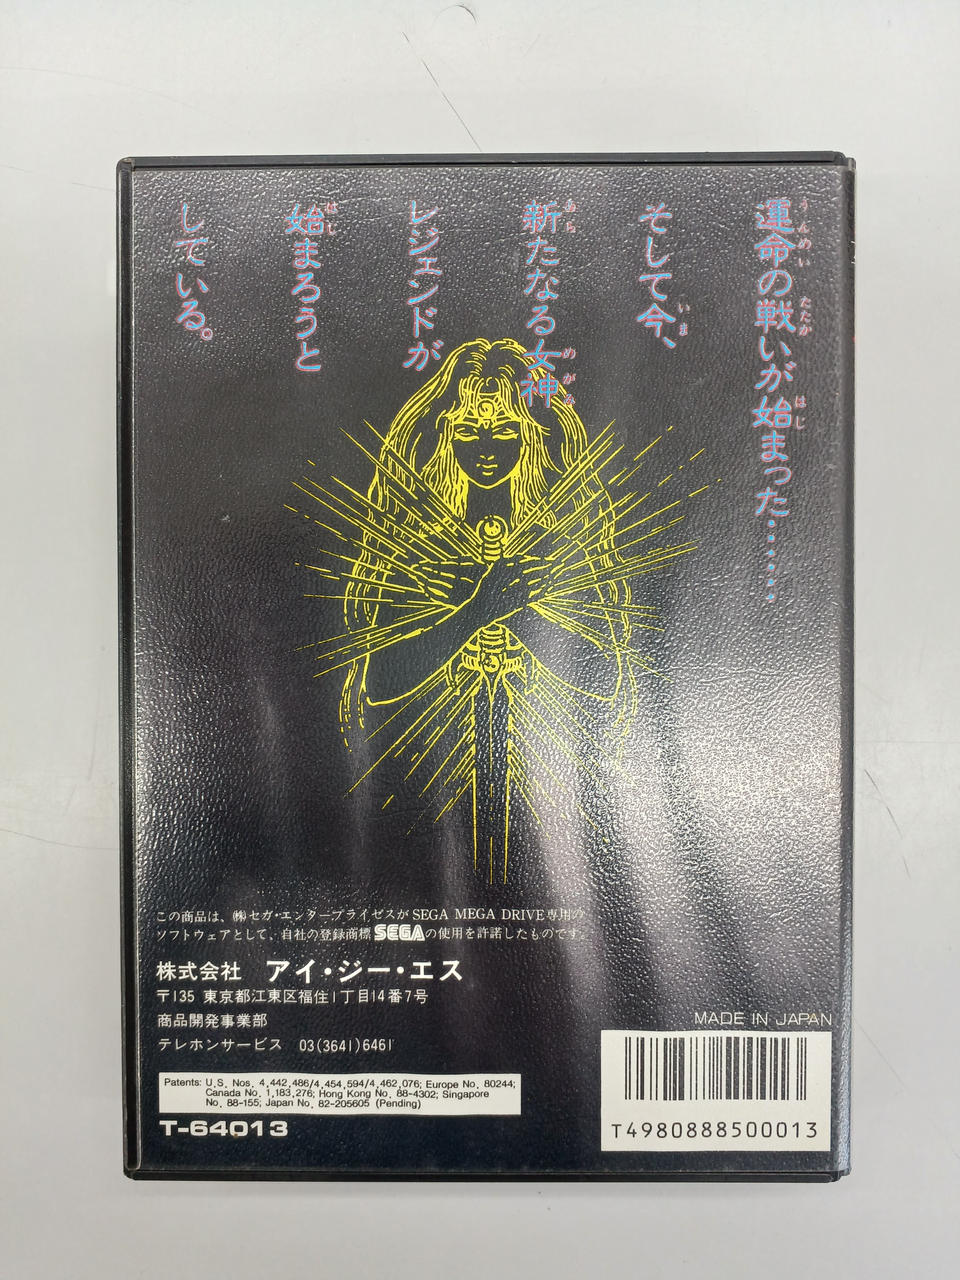 運命の戦いが始まった………
そして今、
新たなる女神
レジェンドが
始まろうと
している。
この商品は、㈱セガ・エンタープライゼスがSEGA MEGA DRIVE専用の
ソフトウェアとして、自社の登録商標SEGAの使用を許諾したものです。
株式会社 アイ・ジー・エス
〒135 東京都江東区福住1丁目14番7号
商品開発事業部
テレホンサービス 03(3641)6461
MADE IN JAPAN
Patents: U.S. Nos. 4,442,486/4,454,594/4,462,076; Europe No. 80244;
Canada No. 1,183,276; Hong Kong No. 88-4302; Singapore
No. 88-155; Japan No. 82-205605 (Pending)
T-64013
T4980888500013